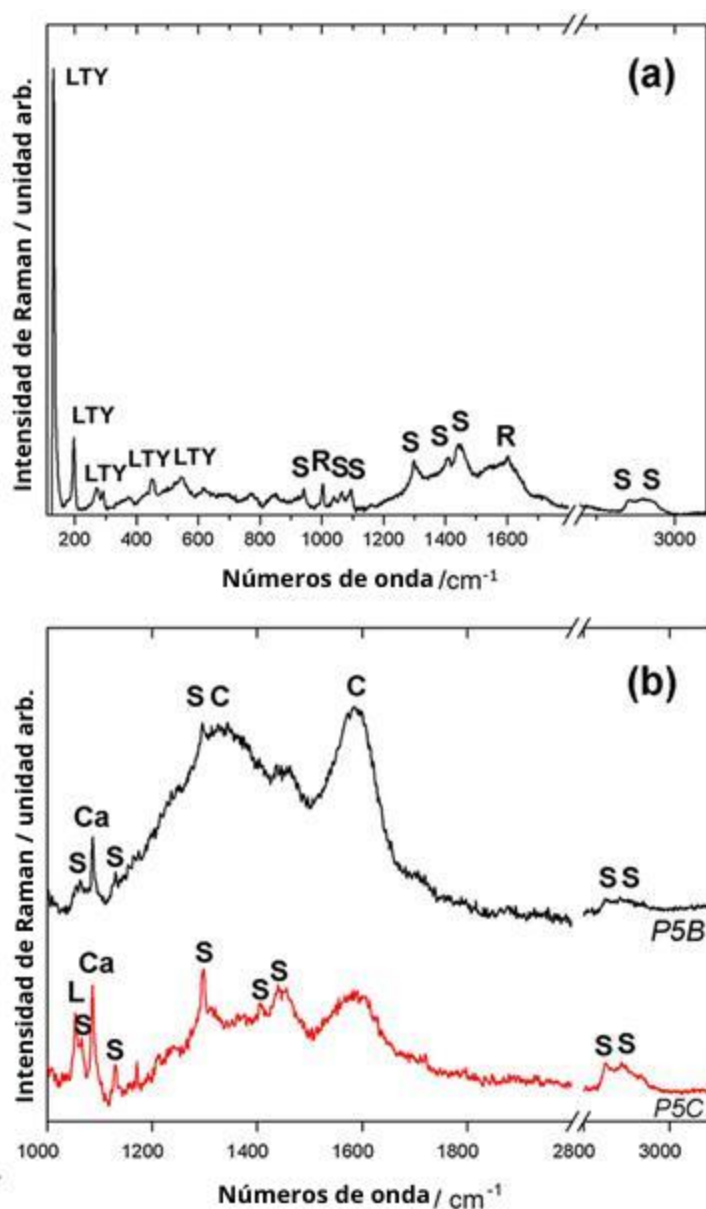 (a)
LTY
LTY
LTY LTY LTY
S R S S
S S S R
S S
Intensidad de Raman / unidad arb.
200 400 600 800 1000 1200 1400 1600 3000
Números de onda /cm⁻¹
(b)
S C C
Ca
S S
S S
P5B
S
Ca
L
S
S
S
S
S S
P5C
Intensidad de Raman / unidad arb.
1000 1200 1400 1600 1800 2800 3000
Números de onda / cm⁻¹